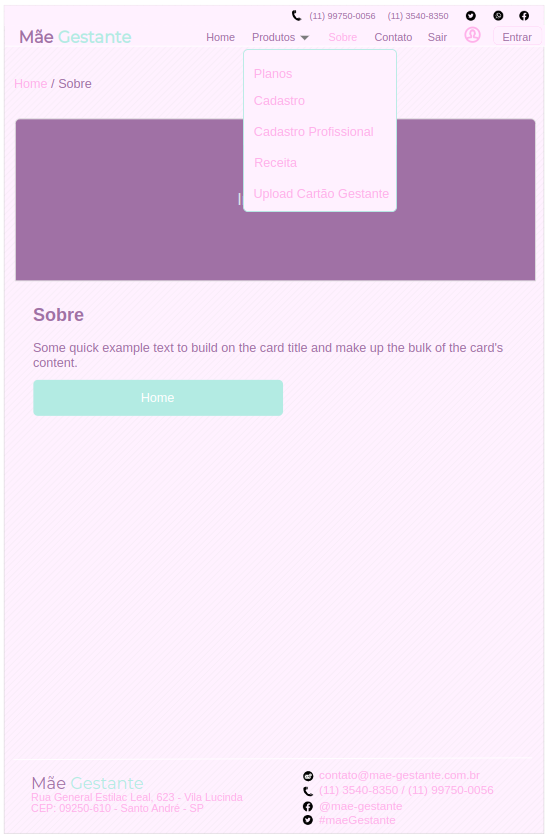 (11) 99750-0056 (11) 3540-8350
Mãe Gestante
Home Produtos Sobre Contato Sair Entrar
Planos
Cadastro
Cadastro Profissional
Receita
Upload Cartão Gestante
Home / Sobre
Sobre
Some quick example text to build on the card title and make up the bulk of the card's
content.
Home
Mãe Gestante
Rua General Estilac Leal, 623 - Vila Lucinda
CEP: 09250-610 - Santo André - SP
contato@mae-gestante.com.br
(11) 3540-8350 / (11) 99750-0056
@mae-gestante
#maeGestante